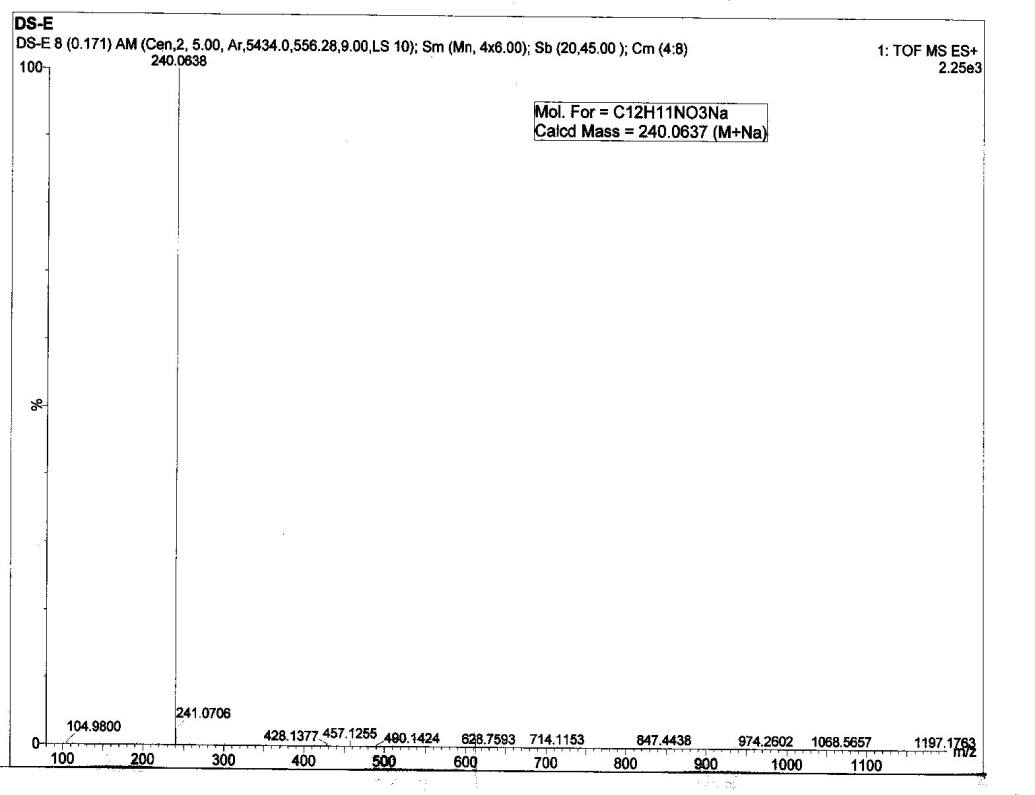 DS-E
DS-E 8 (0.171) AM (Cen,2, 5.00, Ar,5434.0,556.28,9.00,LS 10); Sm (Mn, 4x6.00); Sb (20,45.00 ); Cm (4:8)
1: TOF MS ES+
2.25e3
100
240.0638
Mol. For = C12H11NO3Na
Calcd Mass = 240.0637 (M+Na)
%
0
104.9800
241.0706
428.1377
457.1255
490.1424
628.7593
714.1153
847.4438
974.2602
1068.5657
1197.1763
m/z
100 200 300 400 500 600 700 800 900 1000 1100